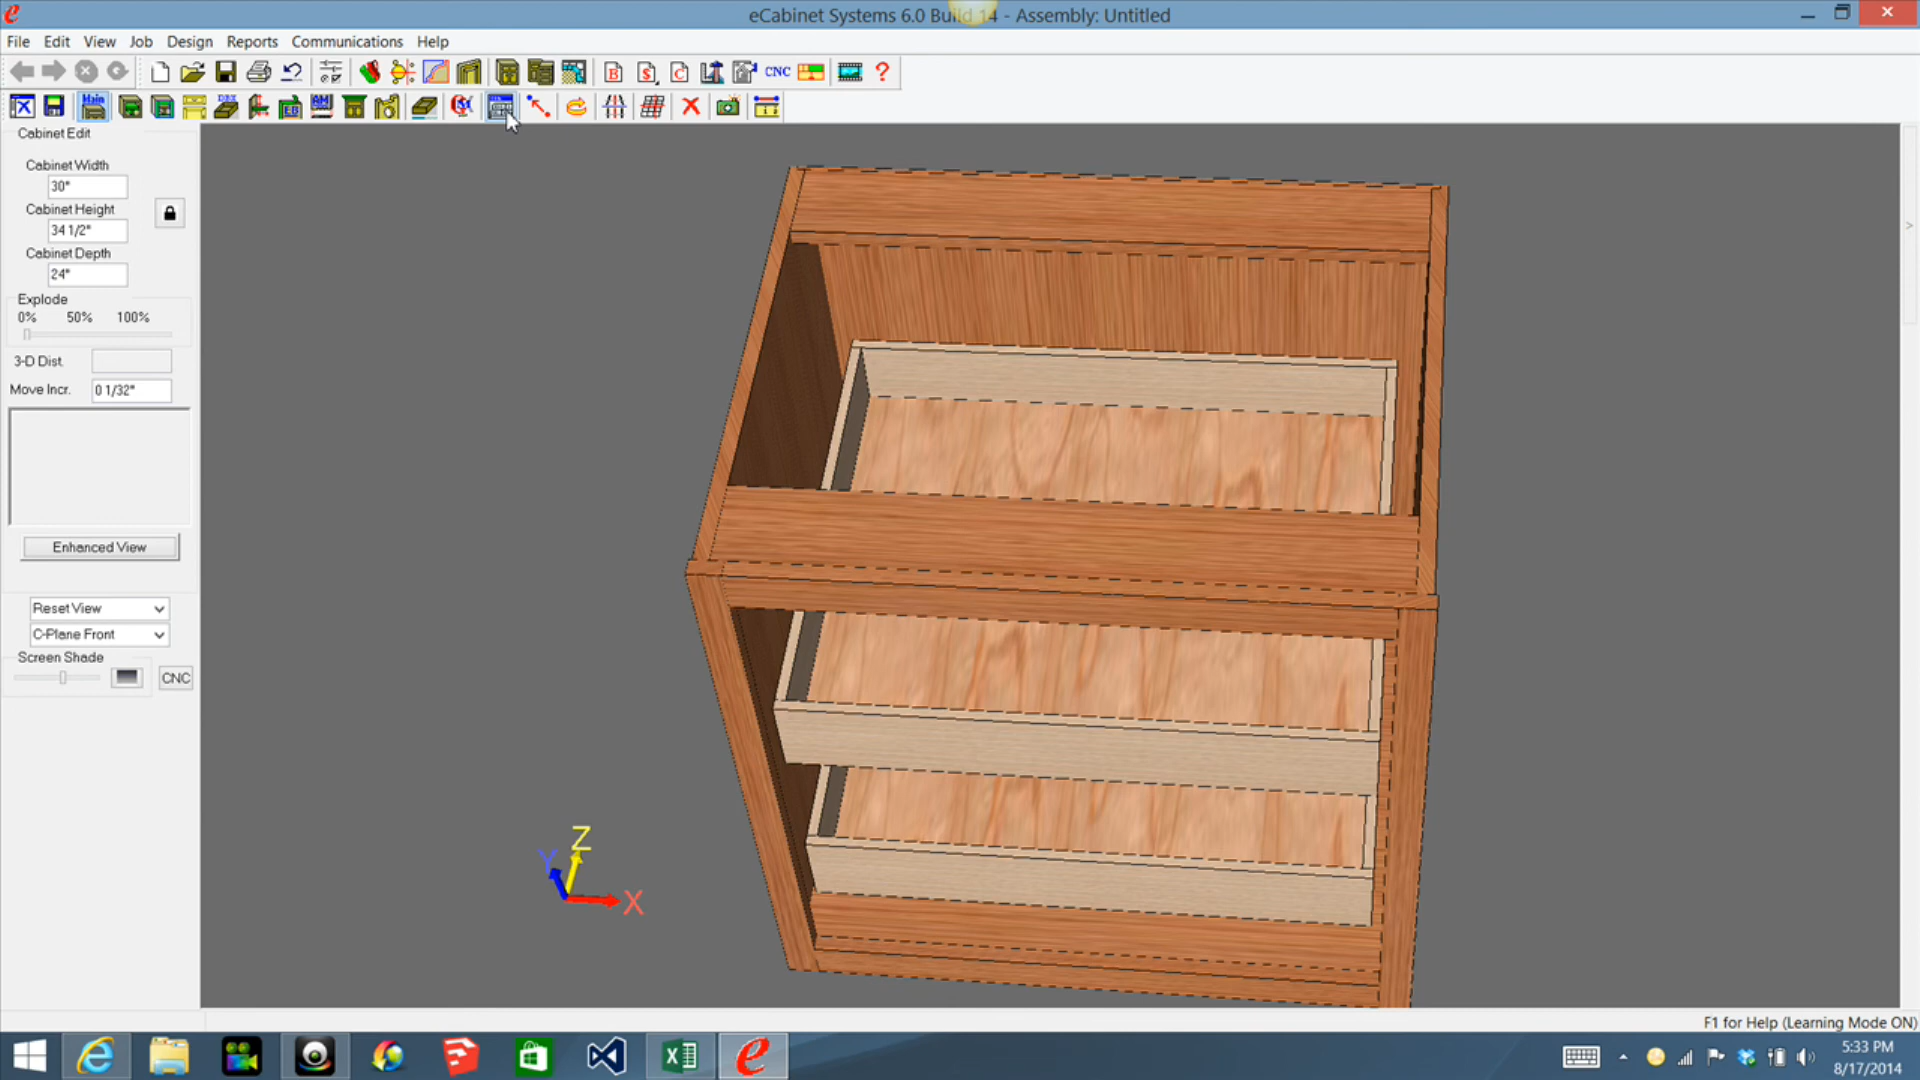 eCabinet Systems 6.0 Build 14 - Assembly: Untitled
File Edit View Job Design Reports Communications Help
B $ C CNC ?
Main EB
Cabinet Edit
Cabinet Width
30"
Cabinet Height
34 1/2"
Cabinet Depth
24"
Explode
0% 50% 100%
3-D Dist.
Move Incr. 0 1/32"
Enhanced View
Reset View
C-Plane Front
Screen Shade
CNC
Z
Y
X
F1 for Help (Learning Mode ON)
5:33 PM
8/17/2014